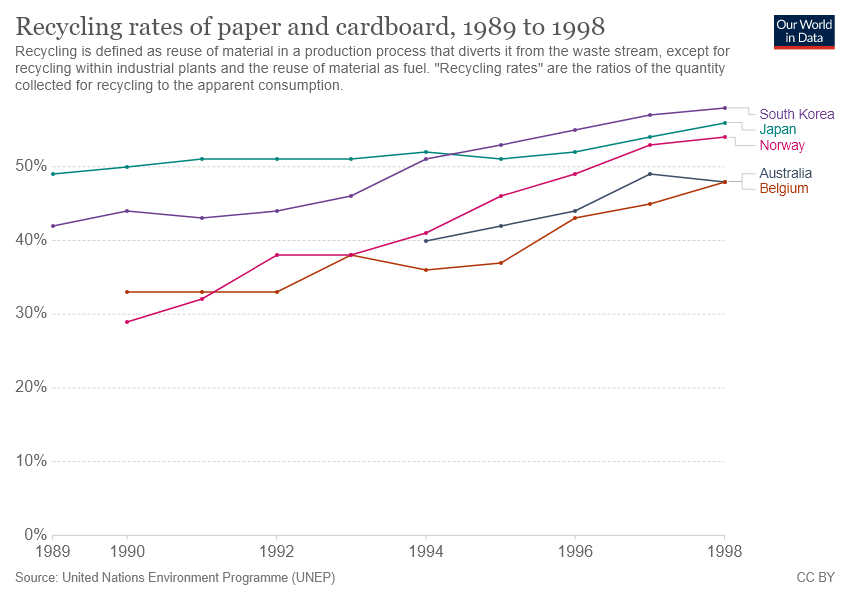 Recycling rates of paper and cardboard, 1989 to 1998
Our World
in Data
Recycling is defined as reuse of material in a production process that diverts it from the waste stream, except for
recycling within industrial plants and the reuse of material as fuel. "Recycling rates" are the ratios of the quantity
collected for recycling to the apparent consumption.
South Korea
Japan
Norway
Australia
Belgium
50%
40%
30%
20%
10%
0%
1989 1990 1992 1994 1996 1998
Source: United Nations Environment Programme (UNEP) CC BY